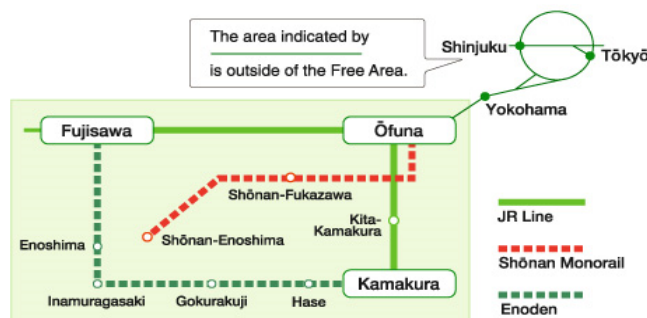 The area indicated by
is outside of the Free Area.
Shinjuku
Tōkyō
Yokohama
Fujisawa
Ōfuna
Shōnan-Fukazawa
Kita-
Kamakura
Enoshima
Shōnan-Enoshima
Kamakura
Inamuragasaki
Gokurakuji
Hase
JR Line
Shōnan Monorail
Enoden